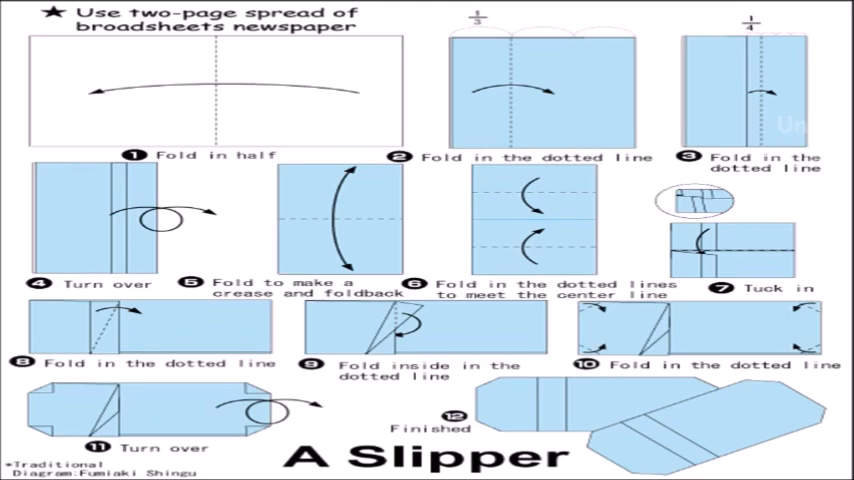 ★ Use two-page spread of
broadsheets newspaper
1/3
1/4
Un
1 Fold in half
2 Fold in the dotted line
3 Fold in the
dotted line
4 Turn over
5 Fold to make a
crease and foldback
6 Fold in the dotted lines
to meet the center line
7 Tuck in
8 Fold in the dotted line
9 Fold inside in the
dotted line
10 Fold in the dotted line
11 Turn over
12
Finished
A Slipper
*Traditional
Diagram:Fumiaki Shingu